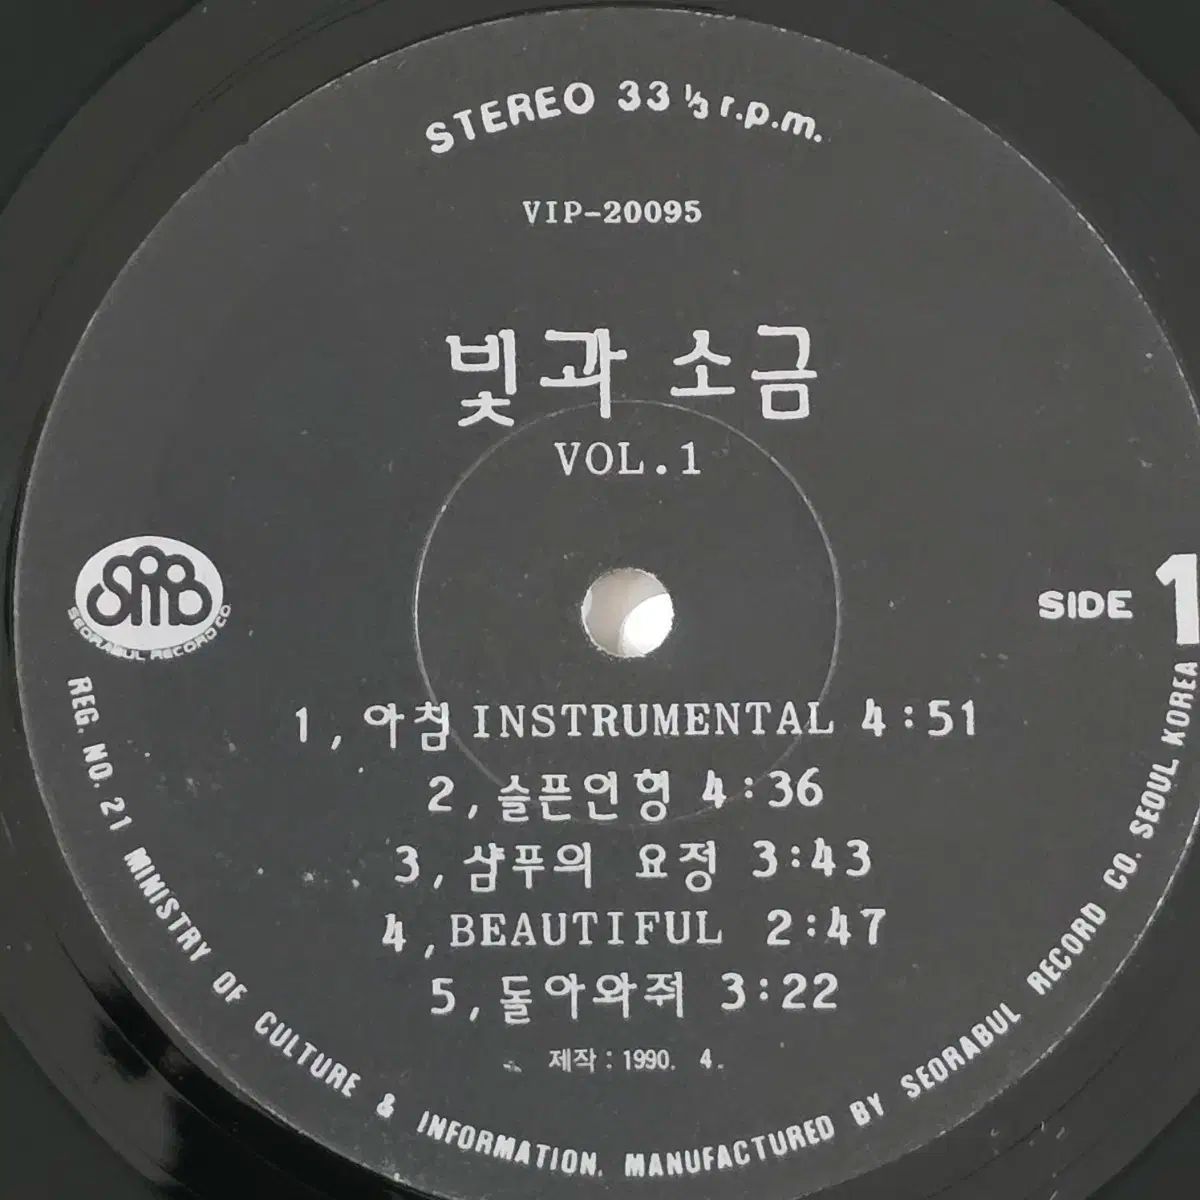 STEREO 33 ⅓ r.p.m.
VIP-20095
빛과 소금
VOL.1
SMB
SEORABUL RECORD CO.
SIDE 1
1,아침 INSTRUMENTAL 4:51
2,슬픈인형 4:36
3,샴푸의 요정 3:43
4,BEAUTIFUL 2:47
5,돌아와줘 3:22
제작 : 1990. 4.
REG. NO. 21 MINISTRY OF CULTURE & INFORMATION. MANUFACTURED BY SEORABUL RECORD CO. SEOUL KOREA